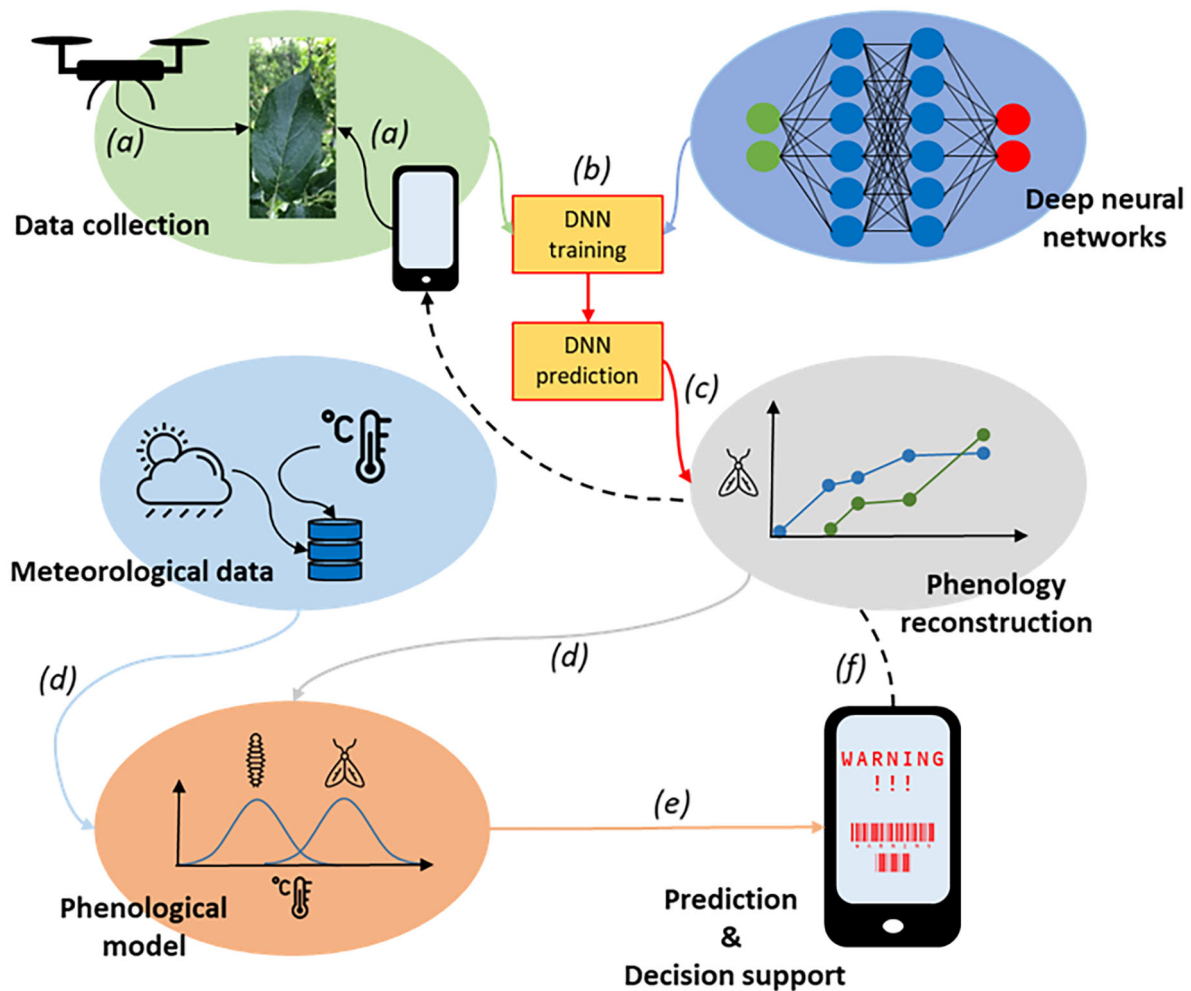 (a)
(a)
Data collection
(b)
DNN
training
Deep neural
networks
DNN
prediction
(c)
°C
Meteorological data
Phenology
reconstruction
(d)
(d)
(f)
WARNING
!!!
WARNING
(e)
°C
Phenological
model
Prediction
&
Decision support